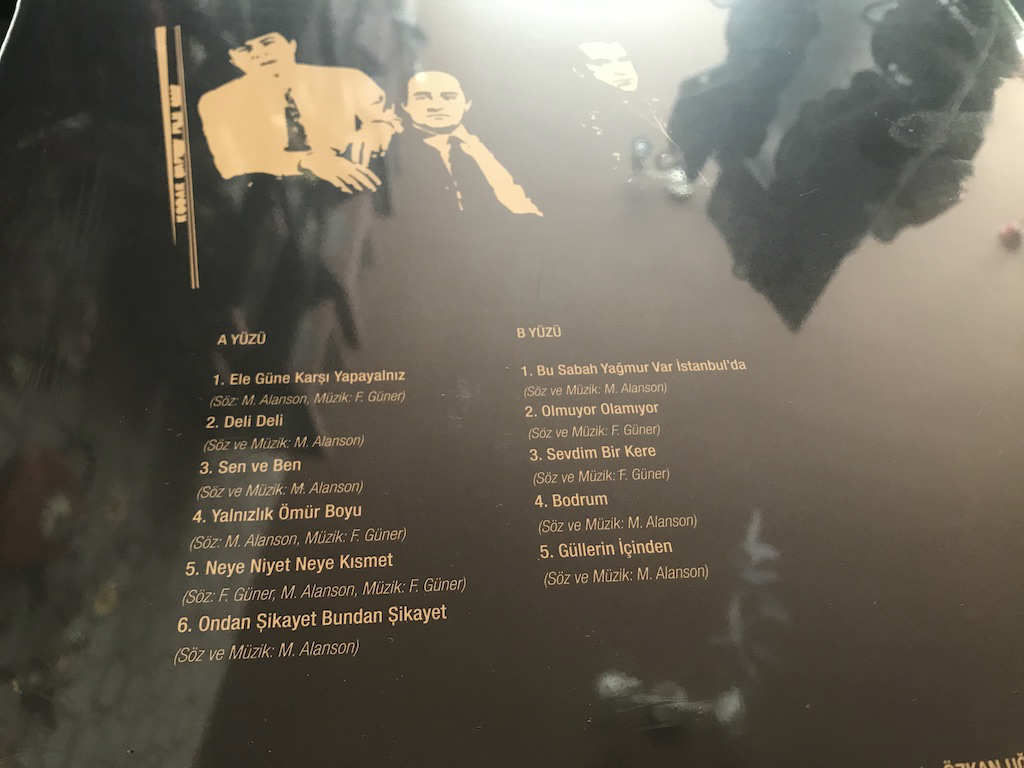 A YÜZÜ
1. Ele Güne Karşı Yapayalnız
(Söz: M. Alanson, Müzik: F. Güner)
2. Deli Deli
(Söz ve Müzik: M. Alanson)
3. Sen ve Ben
(Söz ve Müzik: M. Alanson)
4. Yalnızlık Ömür Boyu
(Söz: M. Alanson, Müzik: F. Güner)
5. Neye Niyet Neye Kısmet
(Söz: F. Güner, M. Alanson, Müzik: F. Güner)
6. Ondan Şikayet Bundan Şikayet
(Söz ve Müzik: M. Alanson)
B YÜZÜ
1. Bu Sabah Yağmur Var İstanbul'da
(Söz ve Müzik: M. Alanson)
2. Olmuyor Olamıyor
(Söz ve Müzik: F. Güner)
3. Sevdim Bir Kere
(Söz ve Müzik: F. Güner)
4. Bodrum
(Söz ve Müzik: M. Alanson)
5. Güllerin İçinden
(Söz ve Müzik: M. Alanson)
ÖZKAN